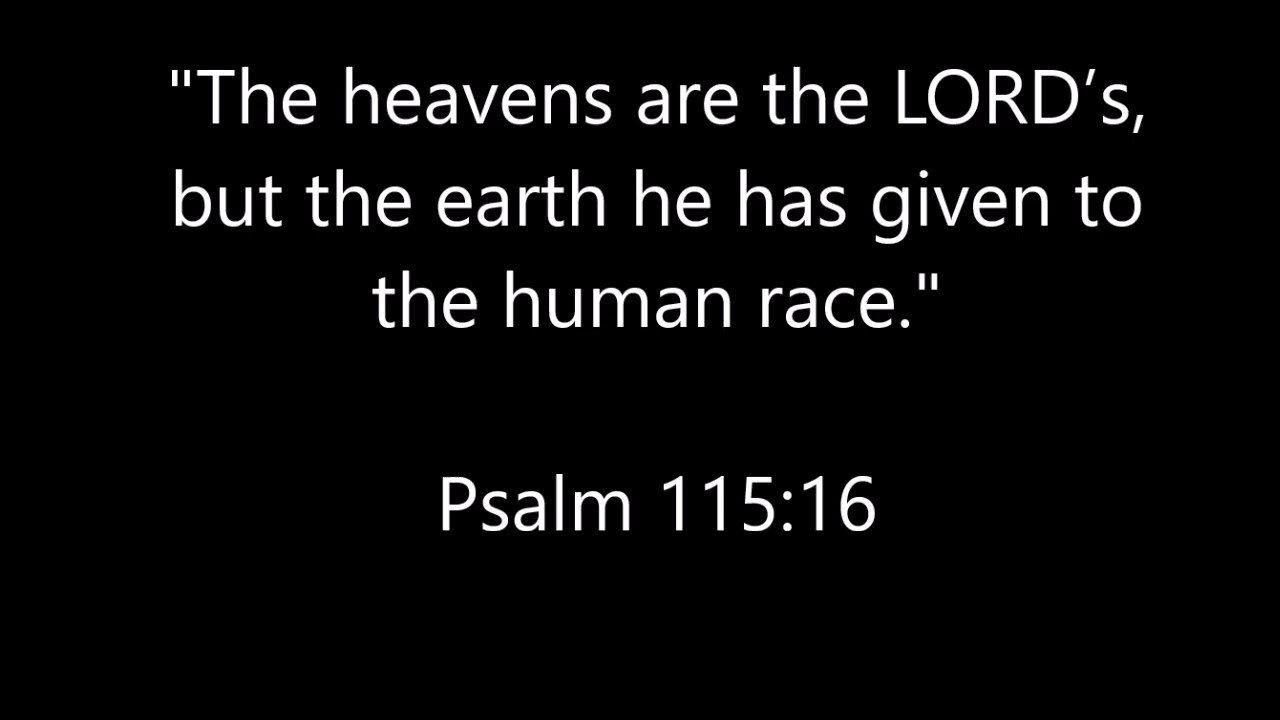 "The heavens are the LORD’s,
but the earth he has given to
the human race."
Psalm 115:16